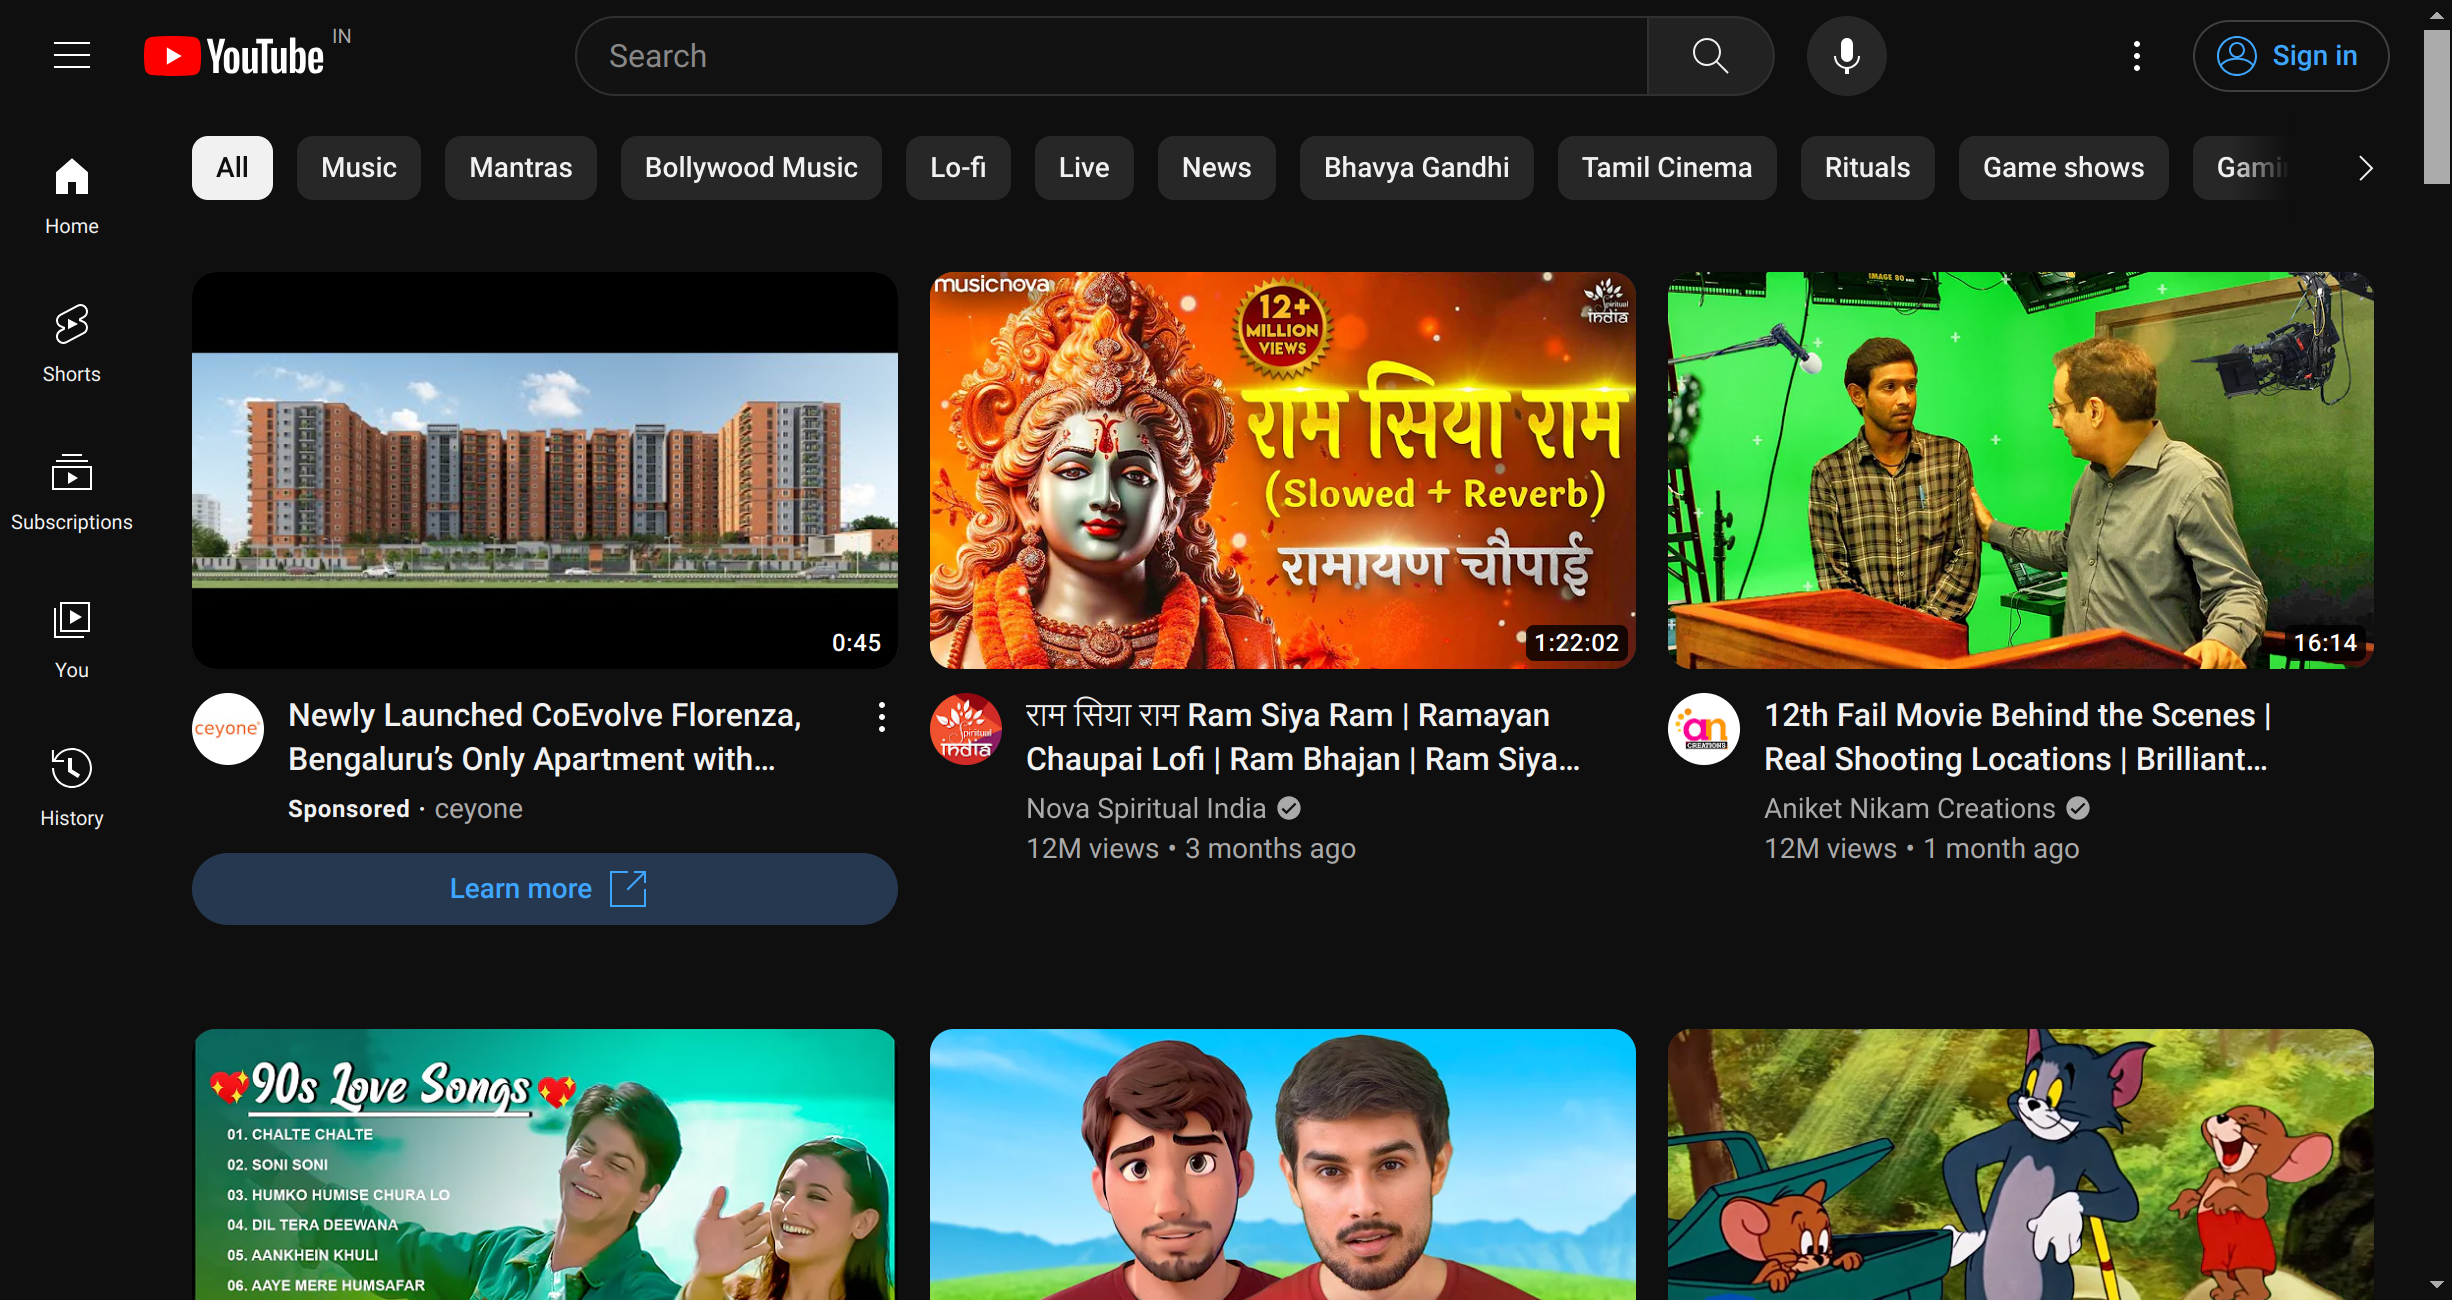 YouTube IN
Search
Sign in
All
Music
Mantras
Bollywood Music
Lo-fi
Live
News
Bhavya Gandhi
Tamil Cinema
Rituals
Game shows
Home
Shorts
Subscriptions
You
History
0:45
ceyone
Newly Launched CoEvolve Florenza,
Bengaluru’s Only Apartment with...
Sponsored · ceyone
Learn more
musicnova
12+
MILLION
VIEWS
Spiritual
india
राम सिया राम
(Slowed + Reverb)
रामायण चौपाई
1:22:02
Spiritual
india
राम सिया राम Ram Siya Ram | Ramayan
Chaupai Lofi | Ram Bhajan | Ram Siya...
Nova Spiritual India
12M views • 3 months ago
IMAGE 80
16:14
an
CREATIONS
12th Fail Movie Behind the Scenes |
Real Shooting Locations | Brilliant...
Aniket Nikam Creations
12M views • 1 month ago
90s Love Songs
01. CHALTE CHALTE
02. SONI SONI
03. HUMKO HUMISE CHURA LO
04. DIL TERA DEEWANA
05. AANKHEIN KHULI
06. AAYE MERE HUMSAFAR